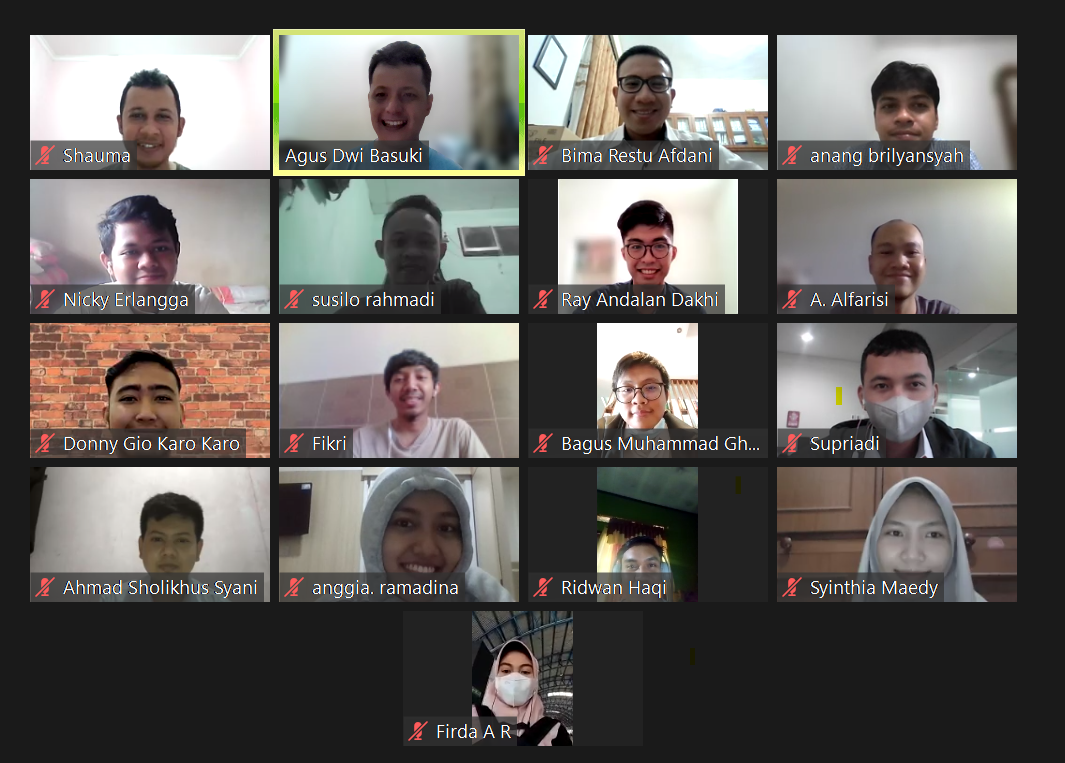 Shauma
Agus Dwi Basuki
Bima Restu Afdani
anang brilyansyah
Nicky Erlangga
susilo rahmadi
Ray Andalan Dakhi
A. Alfarisi
Donny Gio Karo Karo
Fikri
Bagus Muhammad Gh...
Supriadi
Ahmad Sholikhus Syani
anggia. ramadina
Ridwan Haqi
Syinthia Maedy
Firda A R